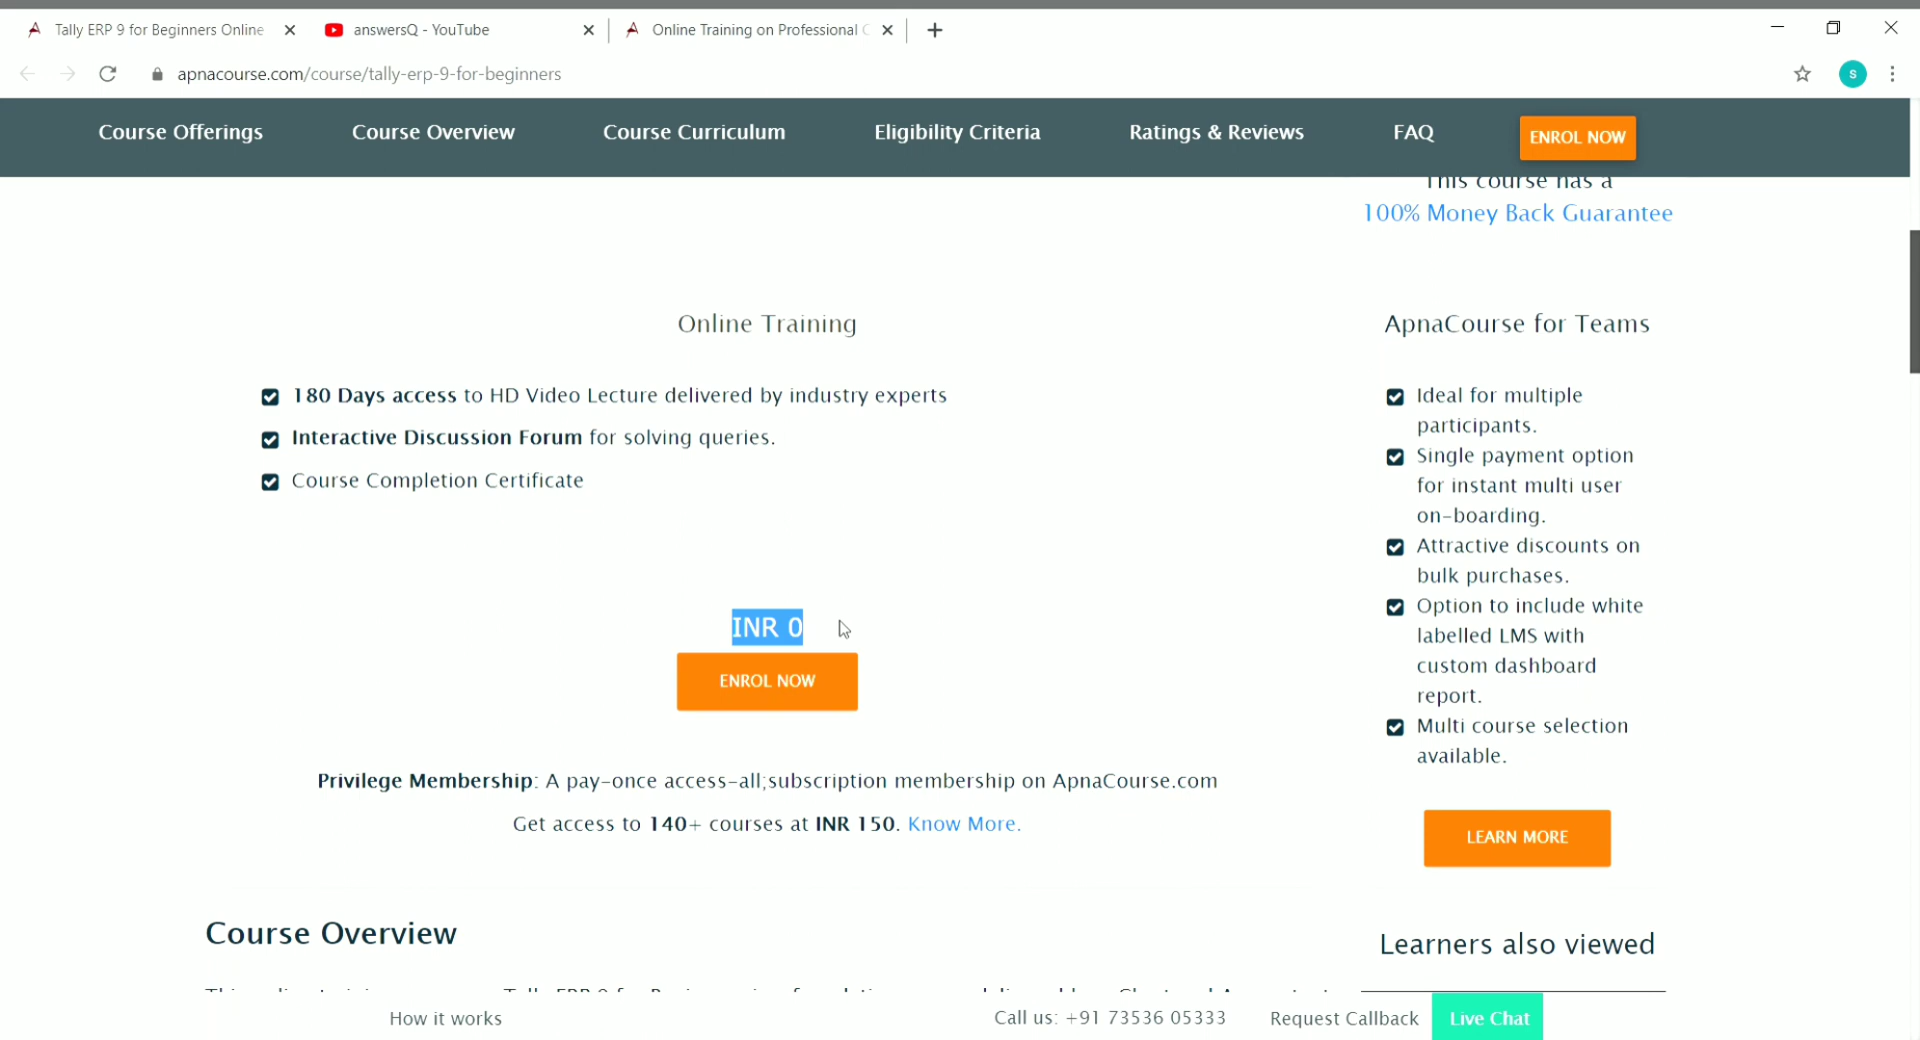 Tally ERP 9 for Beginners Online
answersQ - YouTube
Online Training on Professional C
apnacourse.com/course/tally-erp-9-for-beginners
S
Course Offerings
Course Overview
Course Curriculum
Eligibility Criteria
Ratings & Reviews
FAQ
ENROL NOW
This course has a
100% Money Back Guarantee
Online Training
180 Days access to HD Video Lecture delivered by industry experts
Interactive Discussion Forum for solving queries.
Course Completion Certificate
INR 0
ENROL NOW
Privilege Membership: A pay-once access-all;subscription membership on ApnaCourse.com
Get access to 140+ courses at INR 150. Know More.
ApnaCourse for Teams
Ideal for multiple
participants.
Single payment option
for instant multi user
on-boarding.
Attractive discounts on
bulk purchases.
Option to include white
labelled LMS with
custom dashboard
report.
Multi course selection
available.
LEARN MORE
Course Overview
Learners also viewed
How it works
Call us: +91 73536 05333
Request Callback
Live Chat